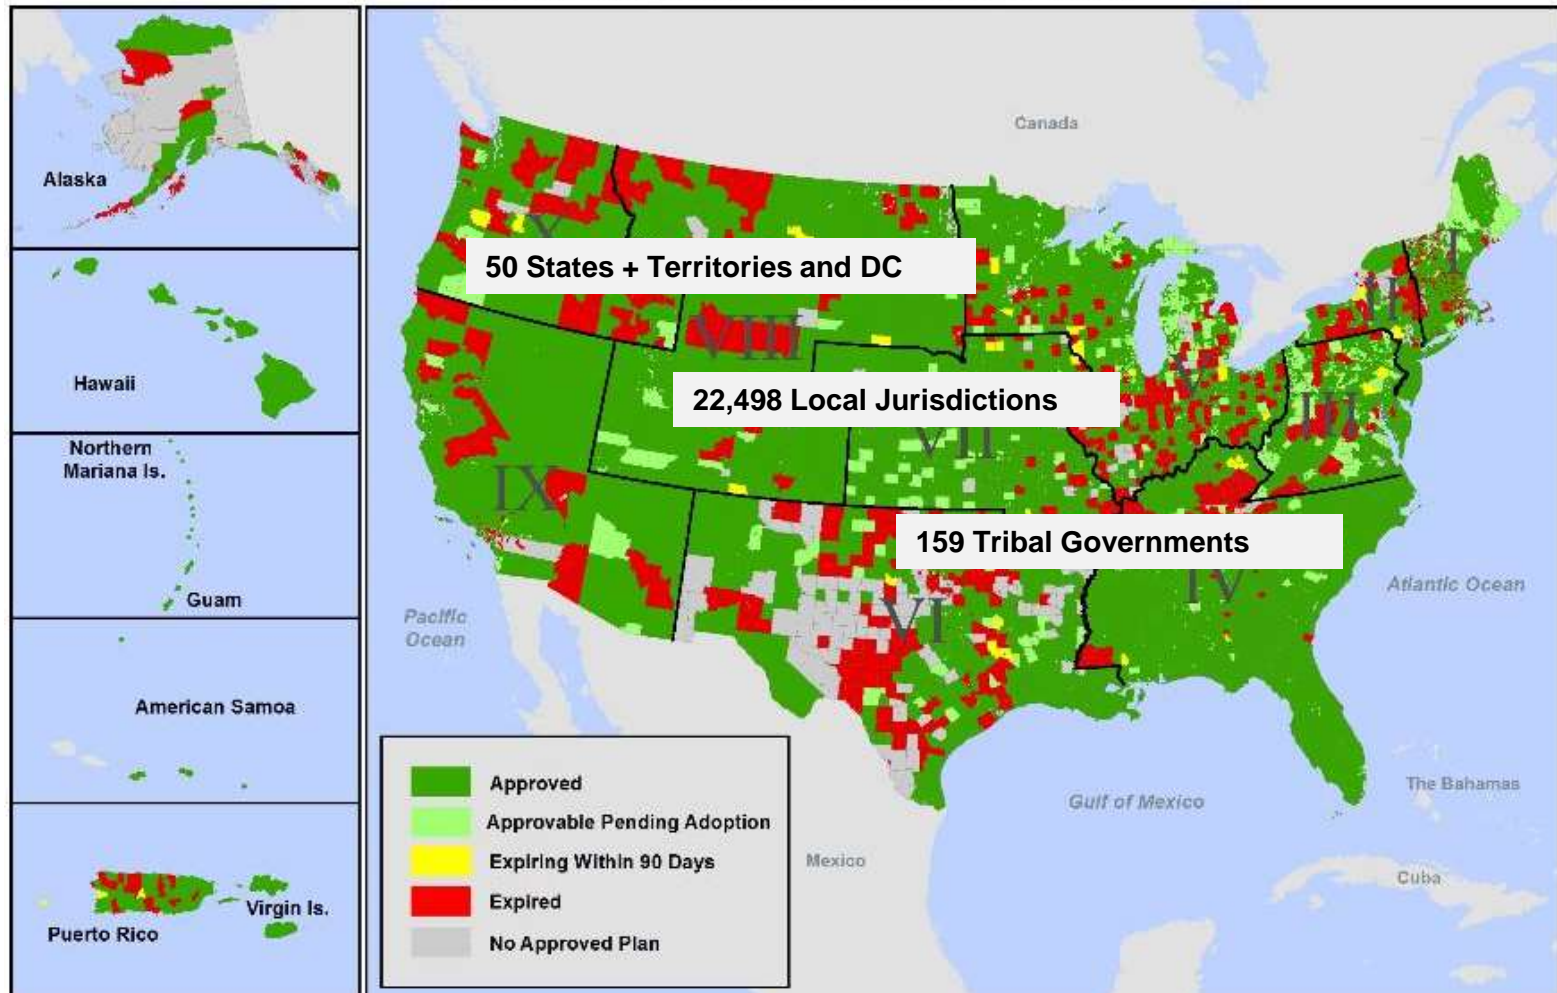 Alaska
Hawaii
Northern
Mariana Is.
Guam
American Samoa
Puerto Rico
Virgin Is.
Canada
X
50 States + Territories and DC
I
II
VIII
V
22,498 Local Jurisdictions
III
VII
IX
159 Tribal Governments
IV
Atlantic Ocean
Pacific
Ocean
VI
Gulf of Mexico
The Bahamas
Mexico
Cuba
Approved
Approvable Pending Adoption
Expiring Within 90 Days
Expired
No Approved Plan